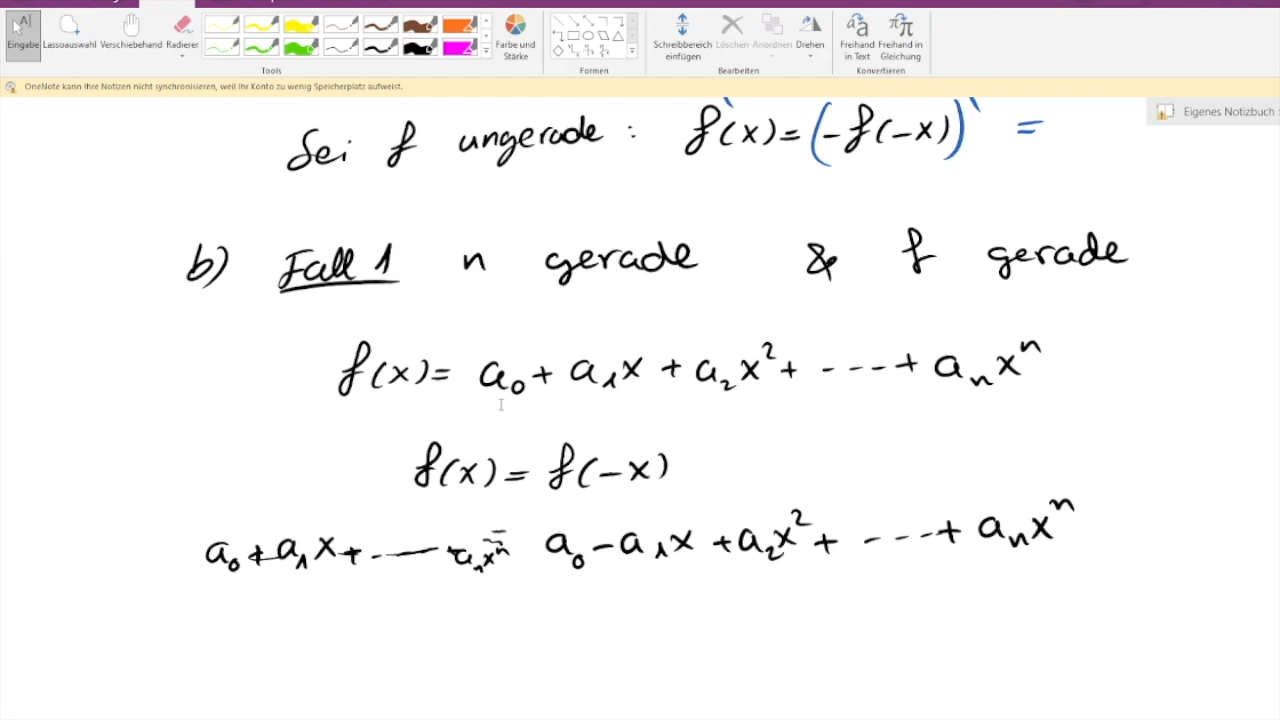 Eingabe Lassoauswahl Verschiebehand Radierer Farbe und Stärke Schreibbereich einfügen Löschen Anordnen Drehen Freihand in Text Freihand in Gleichung
Tools Formen Bearbeiten Konvertieren
OneNote kann Ihre Notizen nicht synchronisieren, weil Ihr Konto zu wenig Speicherplatz aufweist.
Eigenes Notizbuch
Sei f ungerade : f'(x) = (-f(-x))' =
b) Fall 1 n gerade & f gerade
f(x) = a₀ + a₁x + a₂x² + ----+ aₙxⁿ
f(x) = f(-x)
a₀ + a₁x + ---- + aₙxⁿ = a₀ - a₁x + a₂x² + ----+ aₙxⁿ